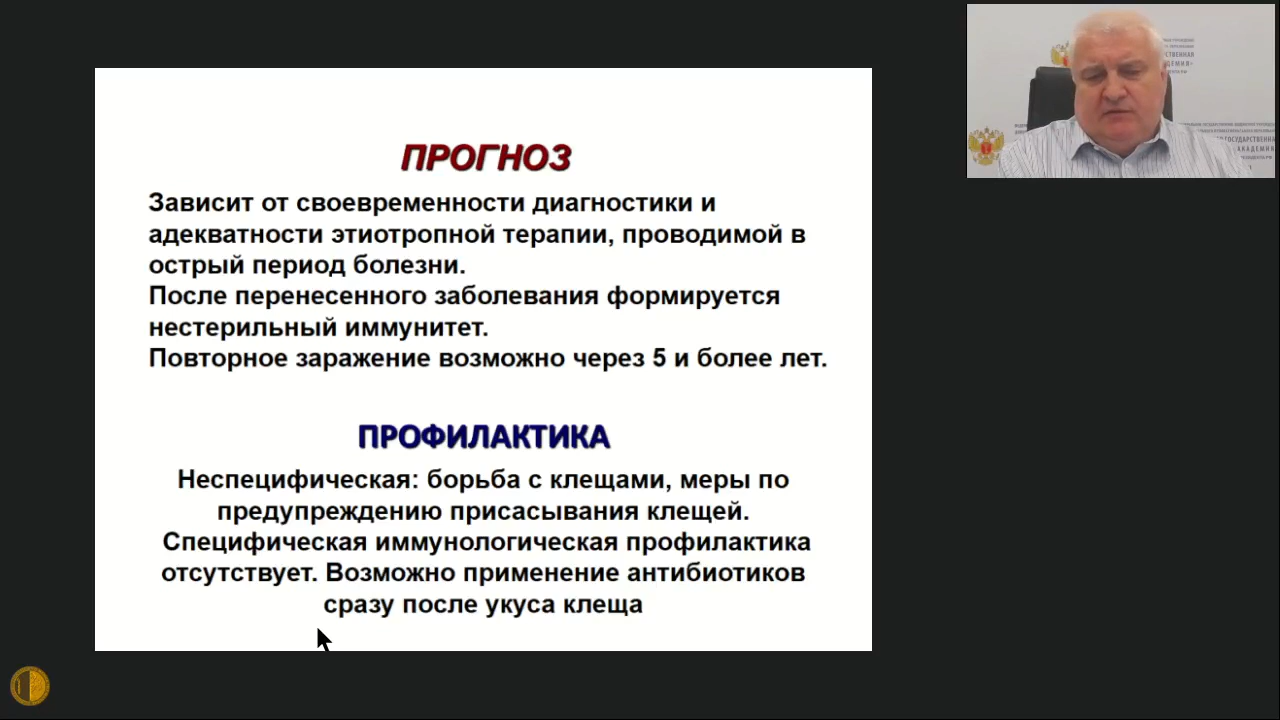 ПРОГНОЗ
Зависит от своевременности диагностики и
адекватности этиотропной терапии, проводимой в
острый период болезни.
После перенесенного заболевания формируется
нестерильный иммунитет.
Повторное заражение возможно через 5 и более лет.
ПРОФИЛАКТИКА
Неспецифическая: борьба с клещами, меры по
предупреждению присасывания клещей.
Специфическая иммунологическая профилактика
отсутствует. Возможно применение антибиотиков
сразу после укуса клеща